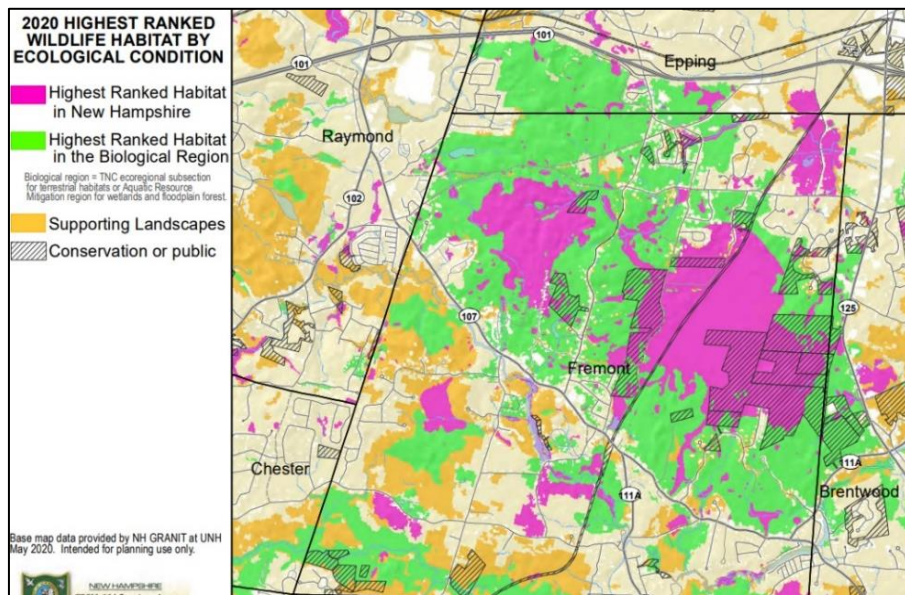 2020 HIGHEST RANKED
WILDLIFE HABITAT BY
ECOLOGICAL CONDITION
Highest Ranked Habitat
in New Hampshire
Highest Ranked Habitat
in the Biological Region
Biological region = TNC ecoregional subsection
for terrestrial habitats or Aquatic Resource
Mitigation region for wetlands and floodplain forest.
Supporting Landscapes
Conservation or public
Base map data provided by NH GRANIT at UNH
May 2020. Intended for planning use only.
NEW HAMPSHIRE
101
101
Epping
Raymond
102
107
125
Fremont
Chester
111A
111A
Brentwood